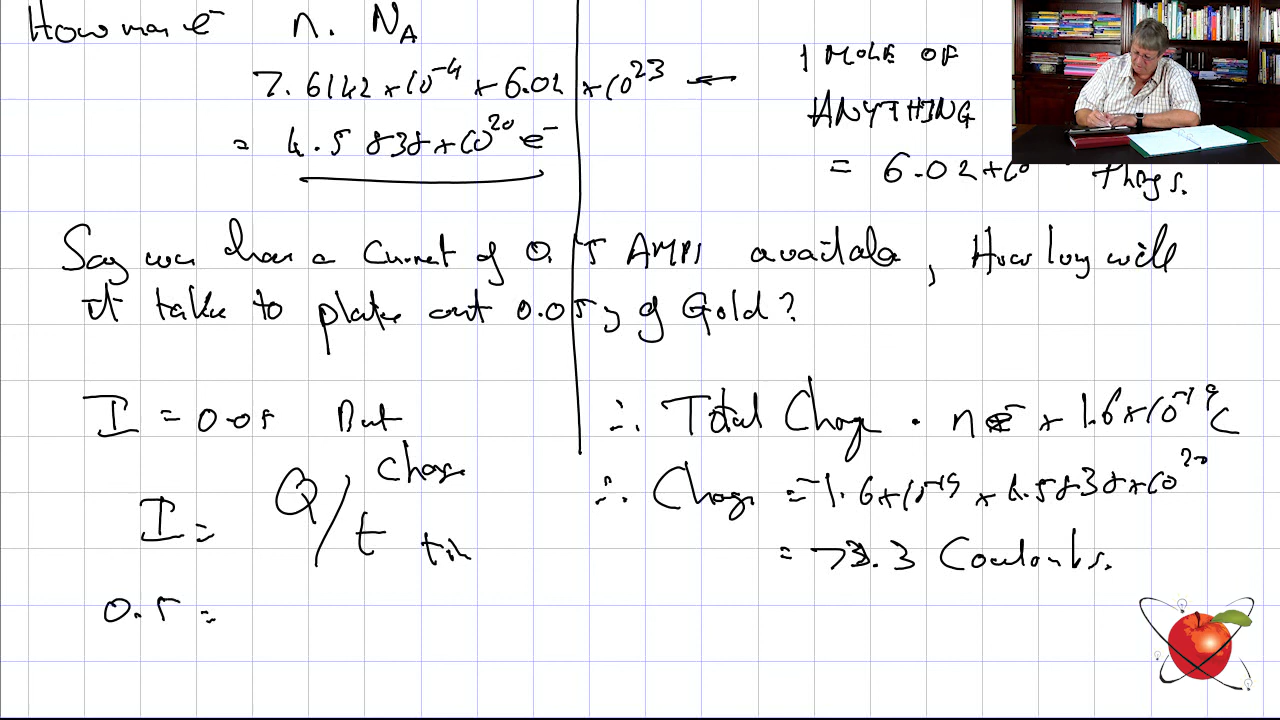 How many e⁻ n. N_A
7.6142 × 10⁻⁴ × 6.02 × 10²³ ←
= 4.5838 × 10²⁰ e⁻
1 MOLE OF
ANYTHING
= 6.02 × 10 things.
Say we have a Current of 0.5 AMPS available, How long will
it take to plate out 0.05 g Gold?
I = 0.05 But
I = Q/t charge
time
0.5 =
∴ Total Charge = ne⁻ × 1.6 × 10⁻¹⁹ C
∴ Charge = 1.6 × 10⁻¹⁹ × 4.5838 × 10²⁰
= 73.3 Coulombs.